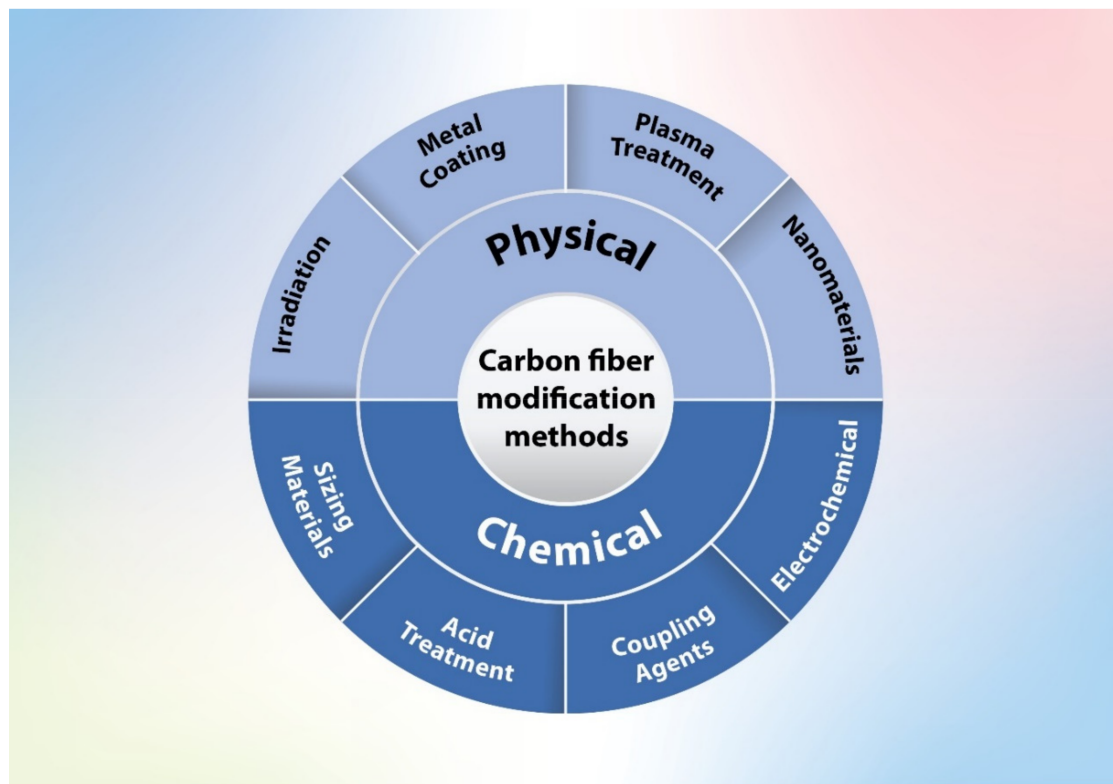 Metal
Coating
Plasma
Treatment
Irradiation
Physical
Nanomaterials
Carbon fiber
modification
methods
Sizing
Materials
Chemical
Electrochemical
Acid
Treatment
Coupling
Agents